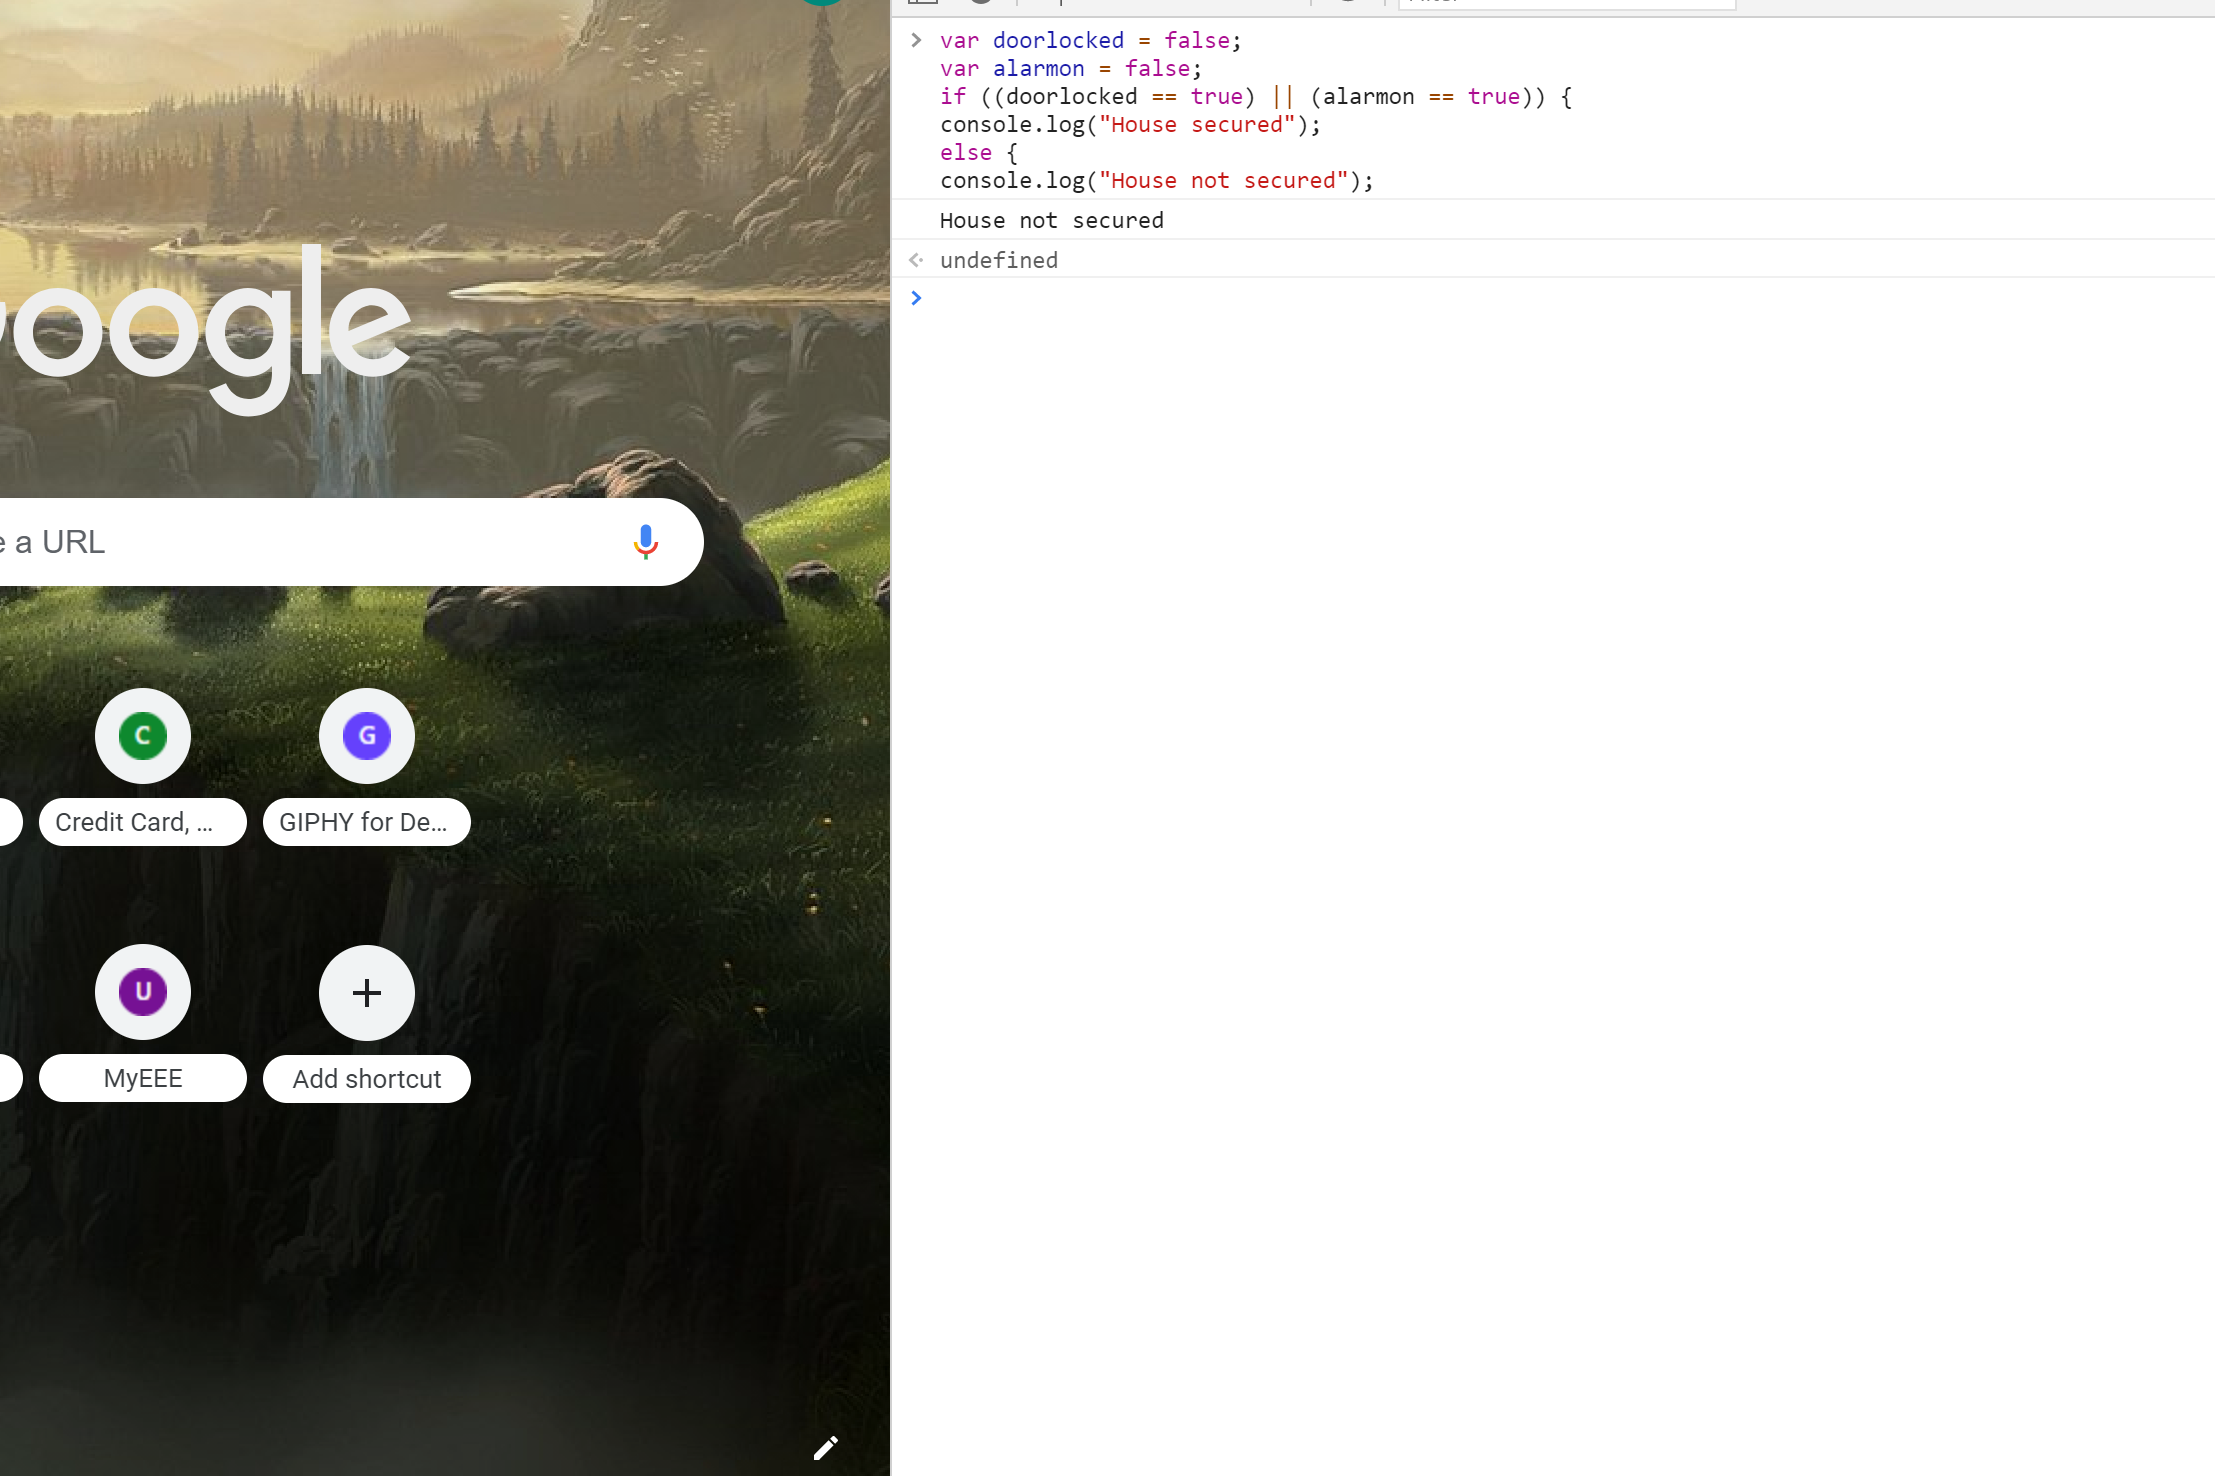 oogle
e a URL
C
G
Credit Card, ...
GIPHY for De...
U
MyEEE
Add shortcut
> var doorlocked = false;
var alarmon = false;
if ((doorlocked == true) || (alarmon == true)) {
console.log("House secured");
else {
console.log("House not secured");
House not secured
undefined
>